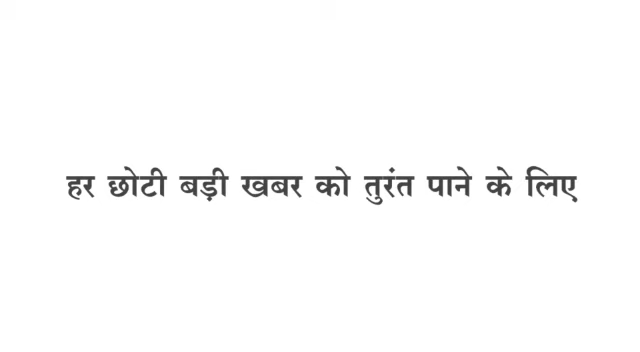 हर छोटी बड़ी खबर को तुरंत पाने के लिए